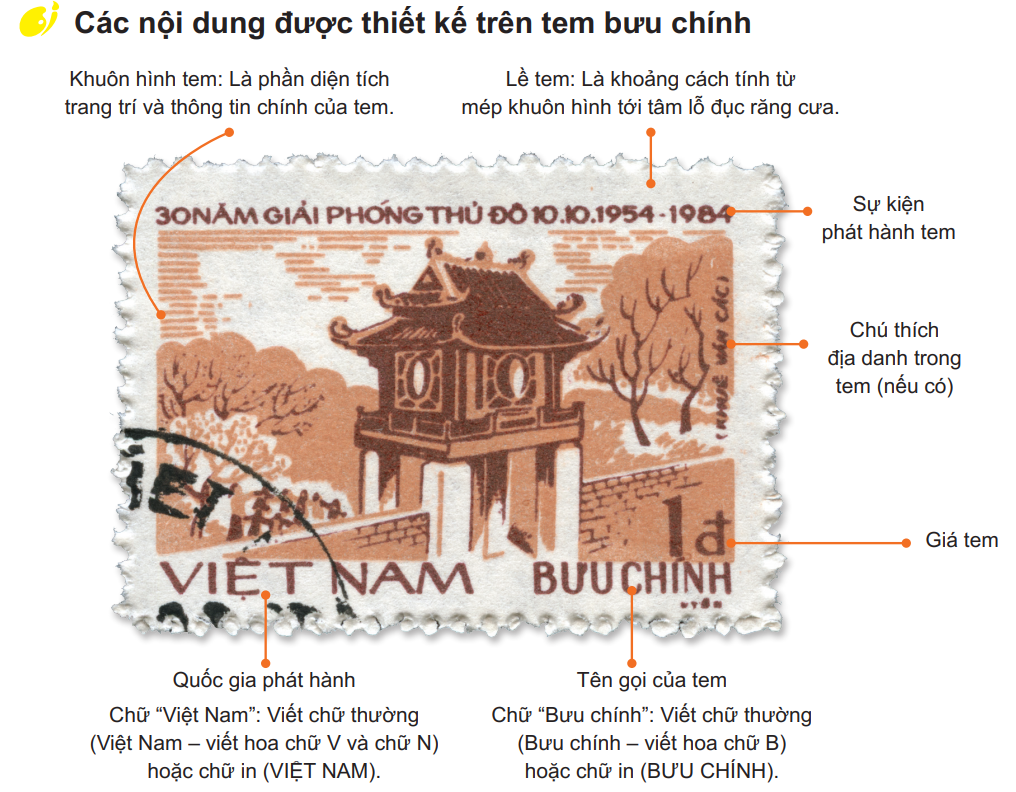 Các nội dung được thiết kế trên tem bưu chính
Khuôn hình tem: Là phần diện tích
trang trí và thông tin chính của tem.
Lề tem: Là khoảng cách tính từ
mép khuôn hình tới tâm lỗ đục răng cưa.
30 NĂM GIẢI PHÓNG THỦ ĐÔ 10.10.1954-1984
Sự kiện
phát hành tem
(KHUÊ VĂN CÁC)
Chú thích
địa danh trong
tem (nếu có)
1đ
Giá tem
VIỆT NAM
BƯU CHÍNH
Quốc gia phát hành
Chữ “Việt Nam”: Viết chữ thường
(Việt Nam – viết hoa chữ V và chữ N)
hoặc chữ in (VIỆT NAM).
Tên gọi của tem
Chữ “Bưu chính”: Viết chữ thường
(Bưu chính – viết hoa chữ B)
hoặc chữ in (BƯU CHÍNH).